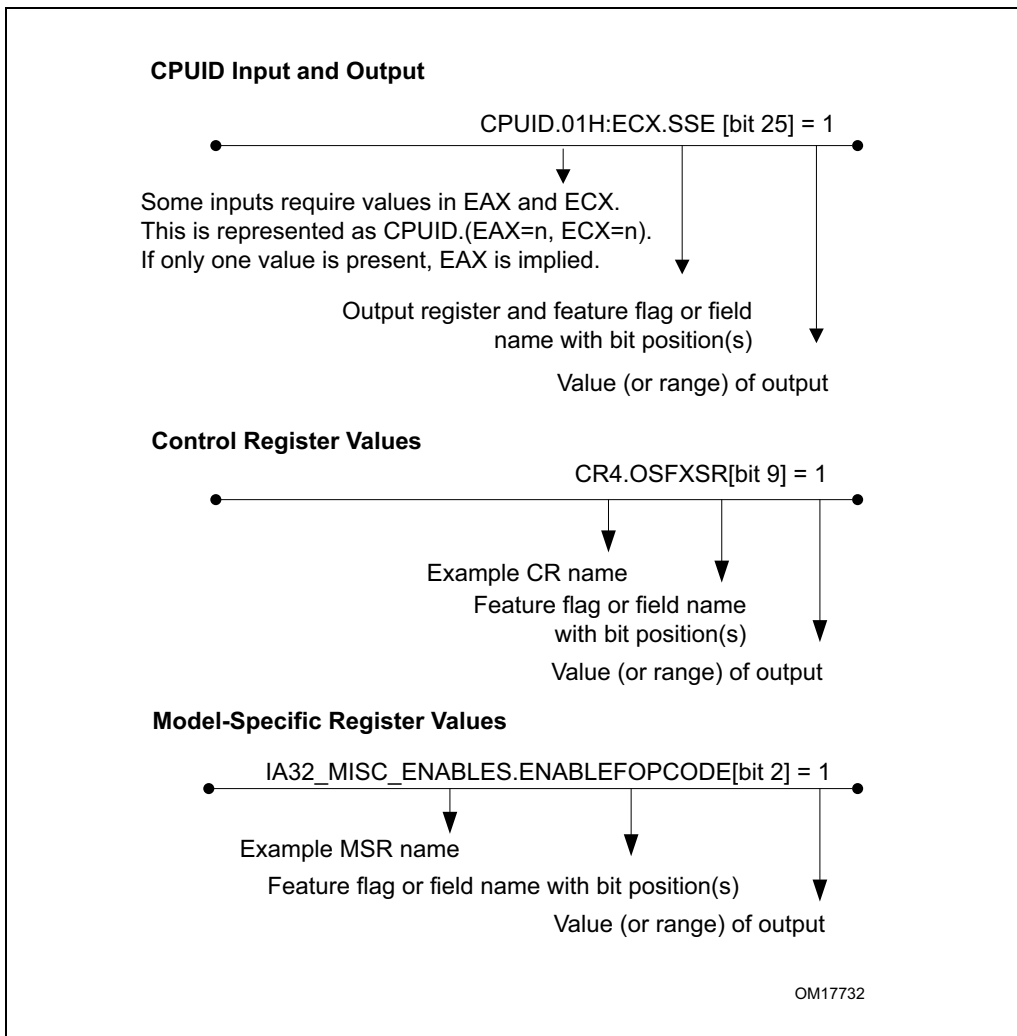 CPUID Input and Output
CPUID.01H:ECX.SSE [bit 25] = 1
Some inputs require values in EAX and ECX.
This is represented as CPUID.(EAX=n, ECX=n).
If only one value is present, EAX is implied.
Output register and feature flag or field
name with bit position(s)
Value (or range) of output
Control Register Values
CR4.OSFXSR[bit 9] = 1
Example CR name
Feature flag or field name
with bit position(s)
Value (or range) of output
Model-Specific Register Values
IA32_MISC_ENABLES.ENABLEFOPCODE[bit 2] = 1
Example MSR name
Feature flag or field name with bit position(s)
Value (or range) of output
OM17732